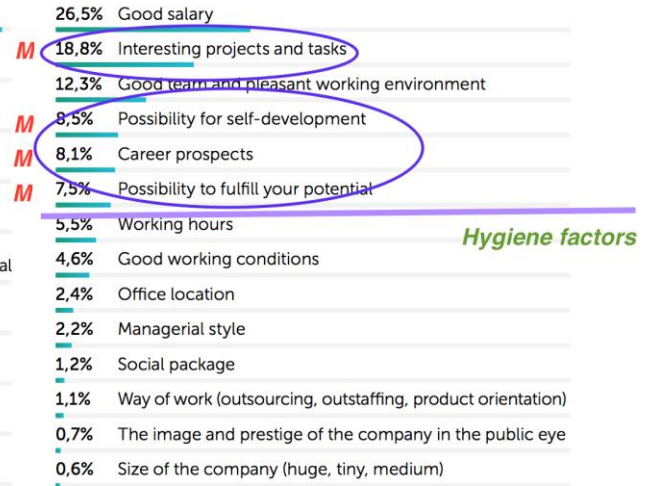 26,5% Good salary
M 18,8% Interesting projects and tasks
12,3% Good team and pleasant working environment
M 8,5% Possibility for self-development
M 8,1% Career prospects
M 7,5% Possibility to fulfill your potential
5,5% Working hours
Hygiene factors
al 4,6% Good working conditions
2,4% Office location
2,2% Managerial style
1,2% Social package
1,1% Way of work (outsourcing, outstaffing, product orientation)
0,7% The image and prestige of the company in the public eye
0,6% Size of the company (huge, tiny, medium)